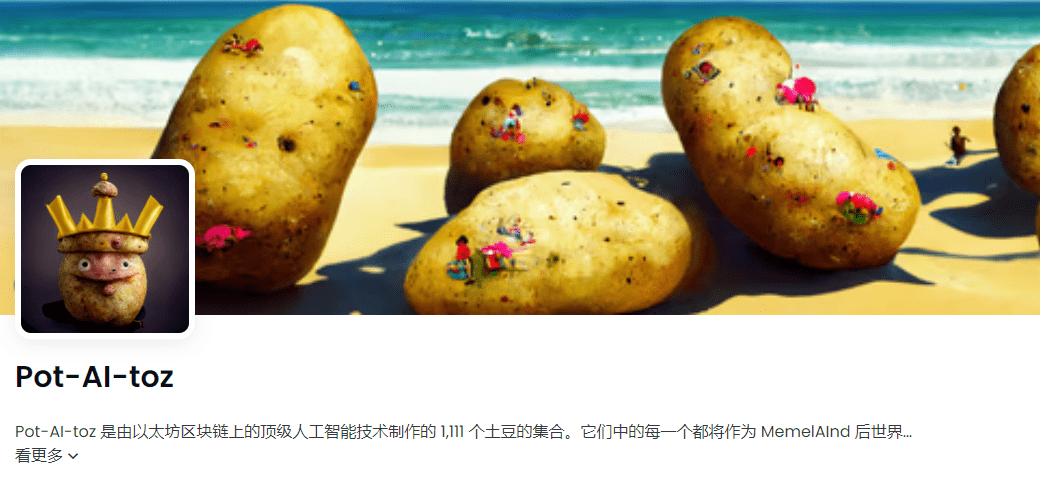 Pot-AI-toz
Pot-AI-toz 是由以太坊区块链上的顶级人工智能技术制作的 1,111 个土豆的集合。它们中的每一个都将作为 MemelAInd 后世界...
看更多